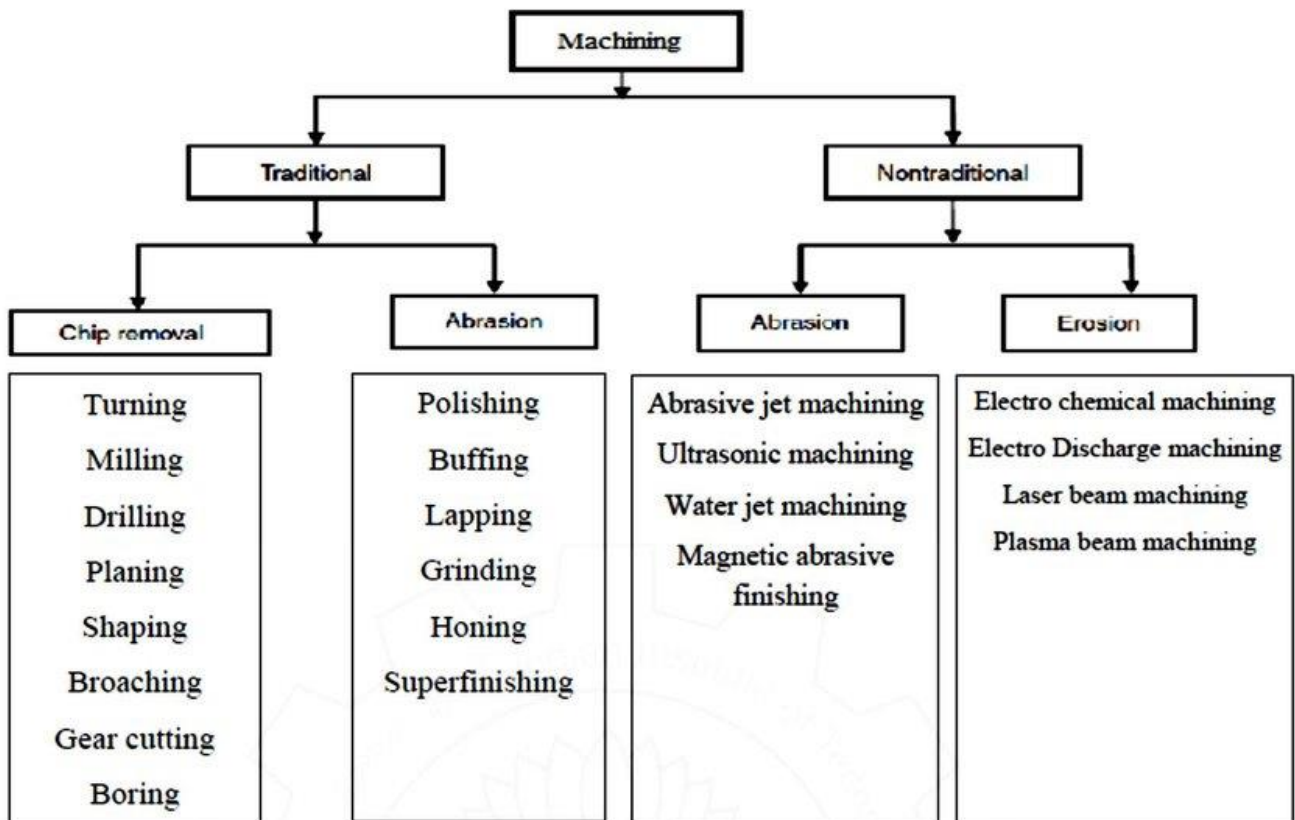 Machining
Traditional
Nontraditional
Chip removal
Abrasion
Abrasion
Erosion
Turning
Milling
Drilling
Planing
Shaping
Broaching
Gear cutting
Boring
Polishing
Buffing
Lapping
Grinding
Honing
Superfinishing
Abrasive jet machining
Ultrasonic machining
Water jet machining
Magnetic abrasive
finishing
Electro chemical machining
Electro Discharge machining
Laser beam machining
Plasma beam machining